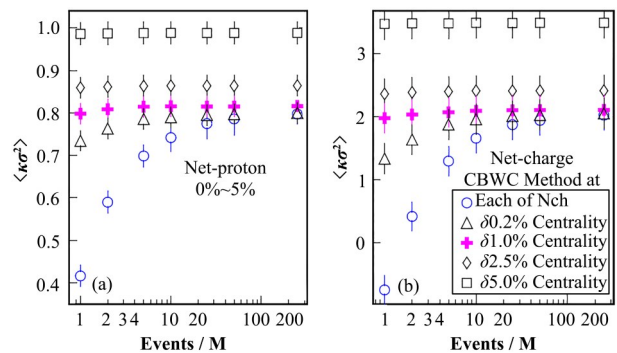 1.0
0.9
0.8
0.7
0.6
0.5
0.4
⟨κσ²⟩
Net-proton
0%~5%
(a)
1 2 3 4 10 20 100 200
Events / M
3
2
1
0
⟨κσ²⟩
Net-charge
CBWC Method at
Each of Nch
δ0.2% Centrality
δ1.0% Centrality
δ2.5% Centrality
δ5.0% Centrality
(b)
1 2 3 4 10 20 100 200
Events / M